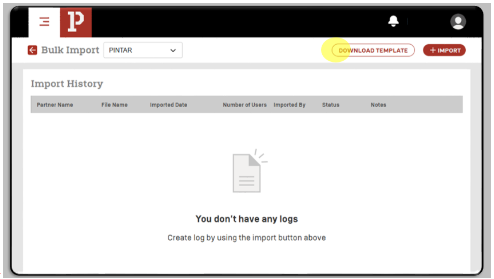 P
Bulk Import PINTAR DOWNLOAD TEMPLATE + IMPORT
Import History
Partner Name File Name Imported Date Number of Users Imported By Status Notes
You don't have any logs
Create log by using the import button above